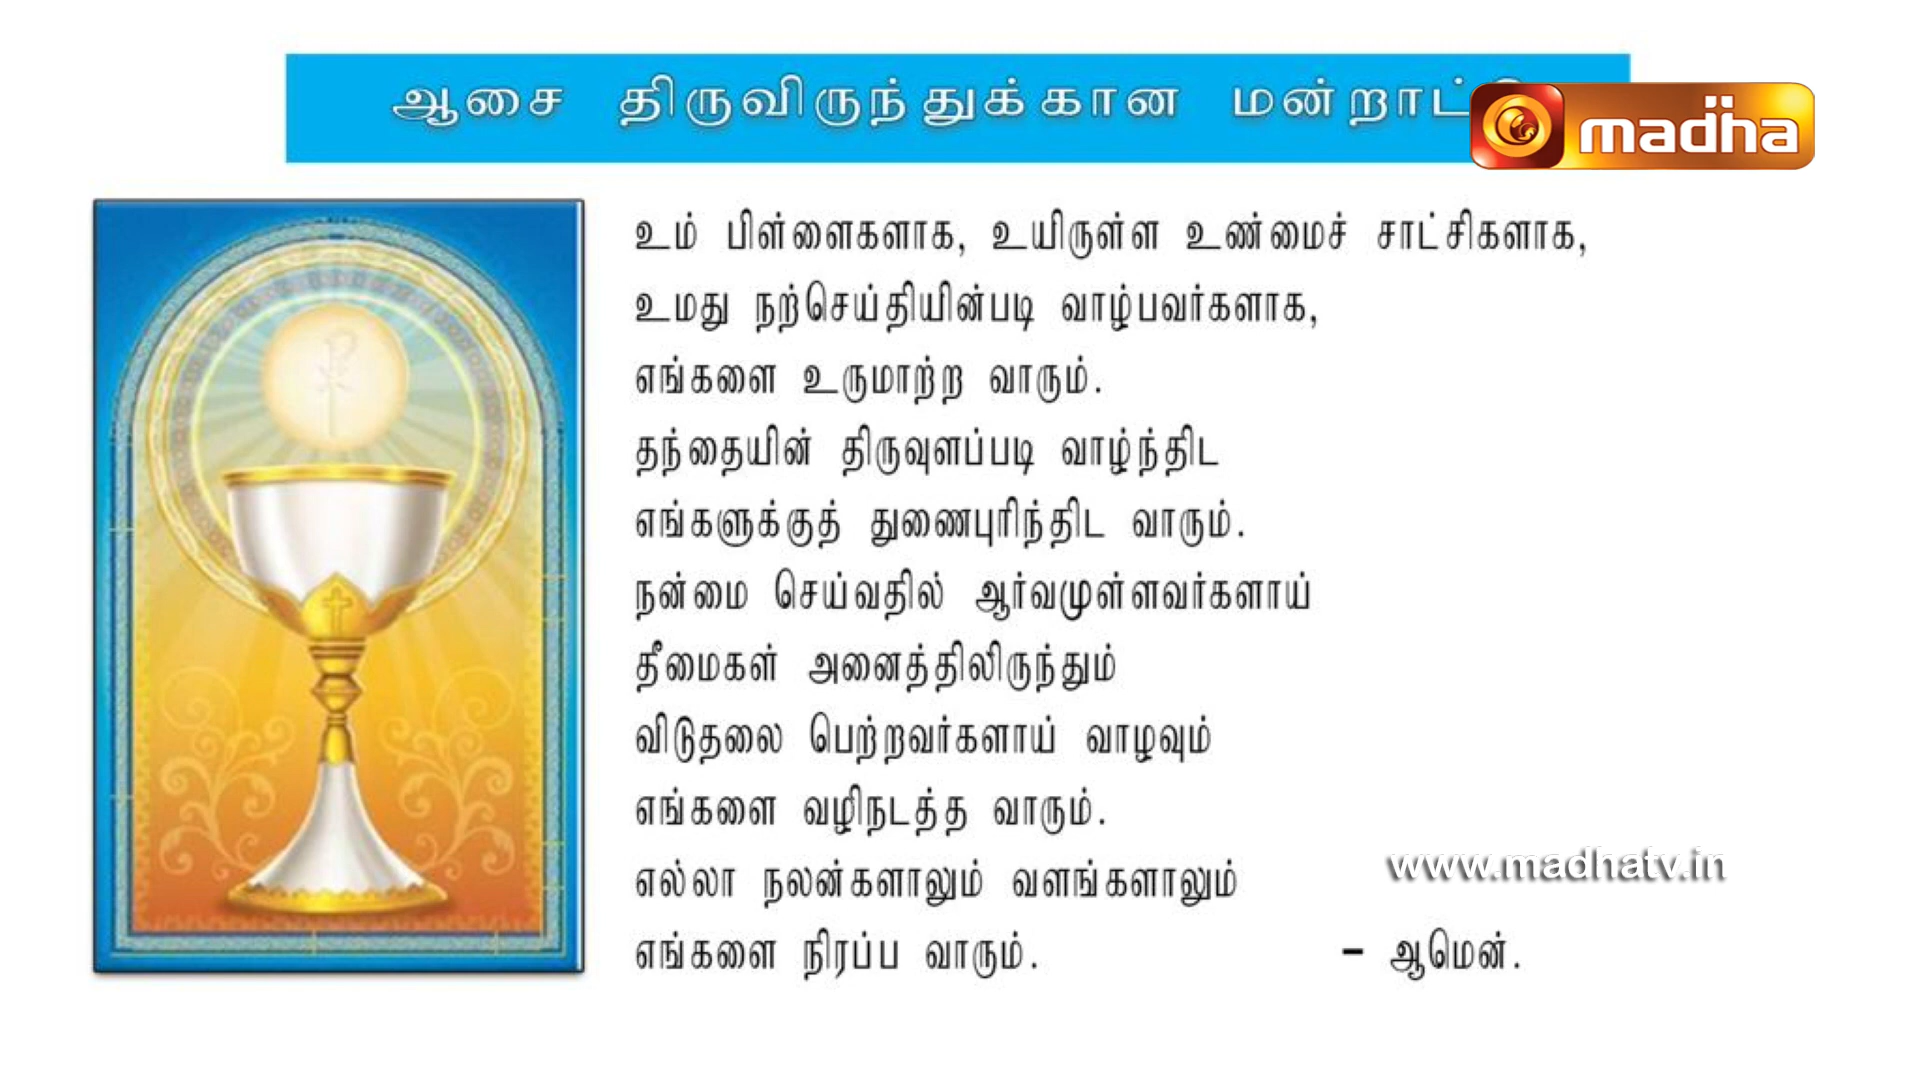 ஆசை திருவிருந்துக்கான
madha
உம் பிள்ளைகளாக, உயிருள்ள உண்மைச் சாட்சிகளாக,
உமது நற்செய்தியின்படி வாழ்பவர்களாக,
எங்களை உருமாற்ற வாரும்.
தந்தையின் திருவுளப்படி வாழ்ந்திட
எங்களுக்குத் துணைபுரிந்திட வாரும்.
நன்மை செய்வதில் ஆர்வமுள்ளவர்களாய்
தீமைகள் அனைத்திலிருந்தும்
விடுதலை பெற்றவர்களாய் வாழவும்
எங்களை வழிநடத்த வாரும்.
எல்லா நலன்களாலும் வளங்களாலும்
www.madhatv.in
எங்களை நிரப்ப வாரும். – ஆமென்.